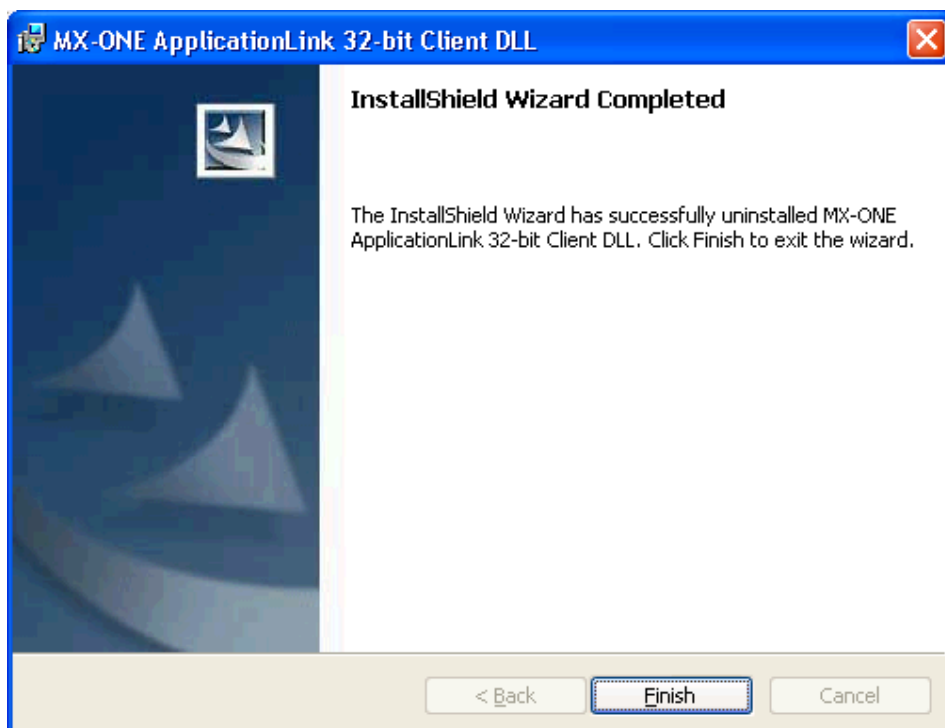 MX-ONE ApplicationLink 32-bit Client DLL
InstallShield Wizard Completed
The InstallShield Wizard has successfully uninstalled MX-ONE
ApplicationLink 32-bit Client DLL. Click Finish to exit the wizard.
< Back Finish Cancel